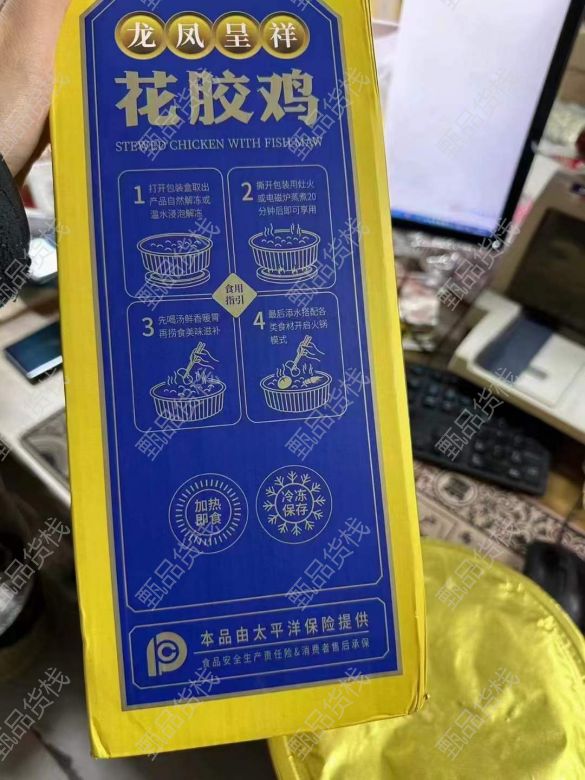 龙凤呈祥
花胶鸡
STEWED CHICKEN WITH FISH MAW
1 打开包装盒取出
产品自然解冻或
温水浸泡解冻
2 撕开包装用灶火
或电磁炉蒸煮20
分钟后即可享用
食用
指引
3 先喝汤鲜香暖胃
再捞食美味滋补
4 最后添水搭配各
类食材开启火锅
模式
加热
即食
冷冻
保存
本品由太平洋保险提供
食品安全生产责任险&消费者售后承保
甄品货栈